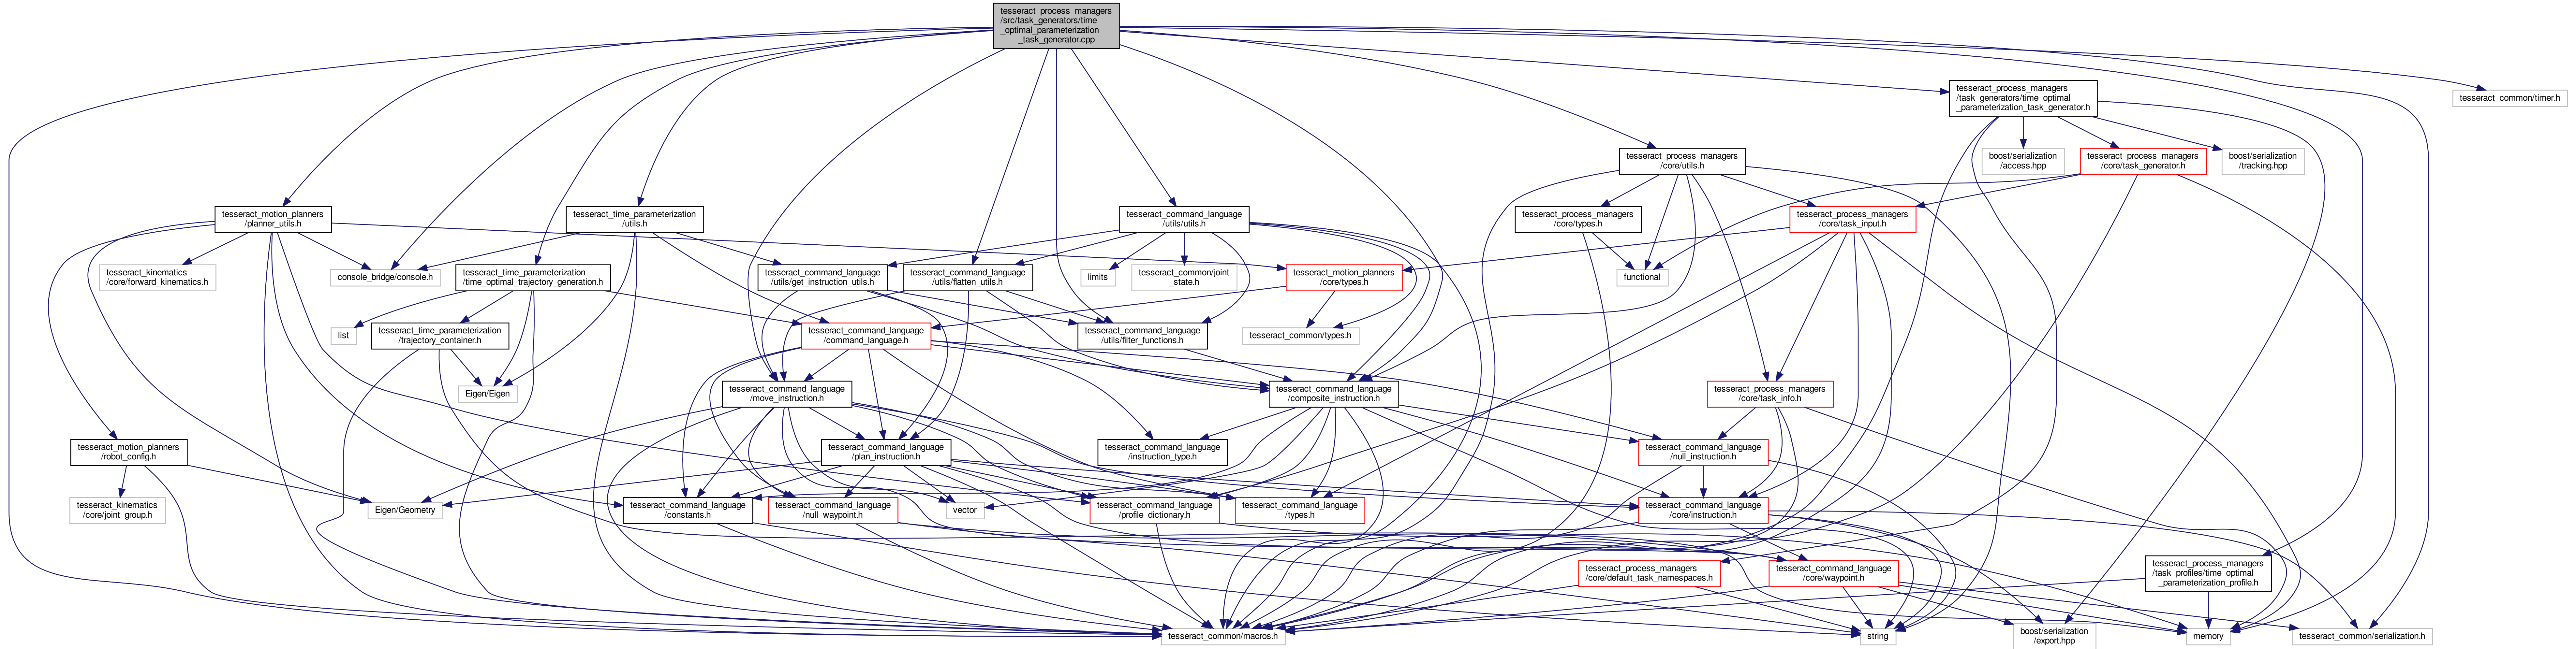 tesseract_process_managers
/src/task_generators/time
_optimal_parameterization
_task_generator.cpp
tesseract_process_managers
/task_generators/time_optimal
_parameterization_task_generator.h
tesseract_common/timer.h
tesseract_process_managers
/core/utils.h
boost/serialization
/access.hpp
tesseract_process_managers
/core/task_generator.h
boost/serialization
/tracking.hpp
tesseract_motion_planners
/planner_utils.h
tesseract_time_parameterization
/utils.h
tesseract_command_language
/utils/utils.h
tesseract_process_managers
/core/types.h
tesseract_process_managers
/core/task_input.h
tesseract_kinematics
/core/forward_kinematics.h
console_bridge/console.h
tesseract_time_parameterization
/time_optimal_trajectory_generation.h
tesseract_command_language
/utils/get_instruction_utils.h
tesseract_command_language
/utils/flatten_utils.h
limits
tesseract_common/joint
_state.h
tesseract_motion_planners
/core/types.h
functional
list
tesseract_time_parameterization
/trajectory_container.h
tesseract_command_language
/command_language.h
tesseract_command_language
/utils/filter_functions.h
tesseract_common/types.h
Eigen/Eigen
tesseract_command_language
/move_instruction.h
tesseract_command_language
/composite_instruction.h
tesseract_process_managers
/core/task_info.h
tesseract_motion_planners
/robot_config.h
tesseract_command_language
/plan_instruction.h
tesseract_command_language
/instruction_type.h
tesseract_command_language
/null_instruction.h
tesseract_kinematics
/core/joint_group.h
Eigen/Geometry
tesseract_command_language
/constants.h
tesseract_command_language
/null_waypoint.h
vector
tesseract_command_language
/profile_dictionary.h
tesseract_command_language
/types.h
tesseract_command_language
/core/instruction.h
tesseract_process_managers
/core/default_task_namespaces.h
tesseract_command_language
/core/waypoint.h
tesseract_process_managers
/task_profiles/time_optimal
_parameterization_profile.h
tesseract_common/macros.h
string
boost/serialization
/export.hpp
memory
tesseract_common/serialization.h